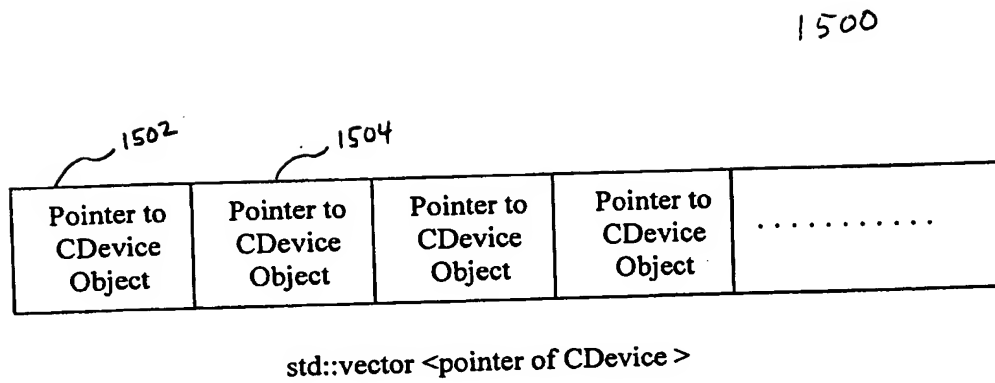 1500
1502
1504
Pointer to
CDevice
Object
Pointer to
CDevice
Object
Pointer to
CDevice
Object
Pointer to
CDevice
Object
...........
std::vector <pointer of CDevice >